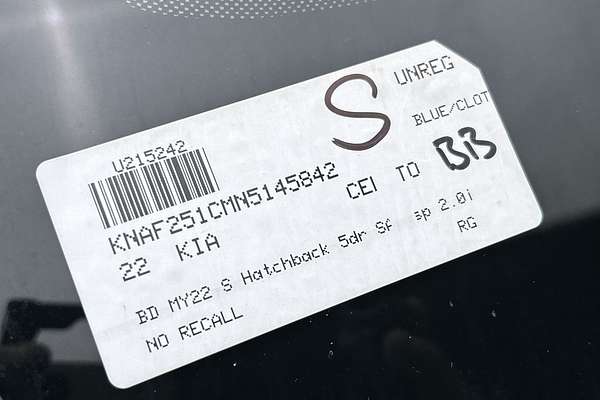 S UNREG
U215242 BLUE/CLOT
KNAF251CMN5145842 CEI TO BB
22 KIA
BD MY22 S Hatchback 5dr Sp 2.0i
NO RECALL RG